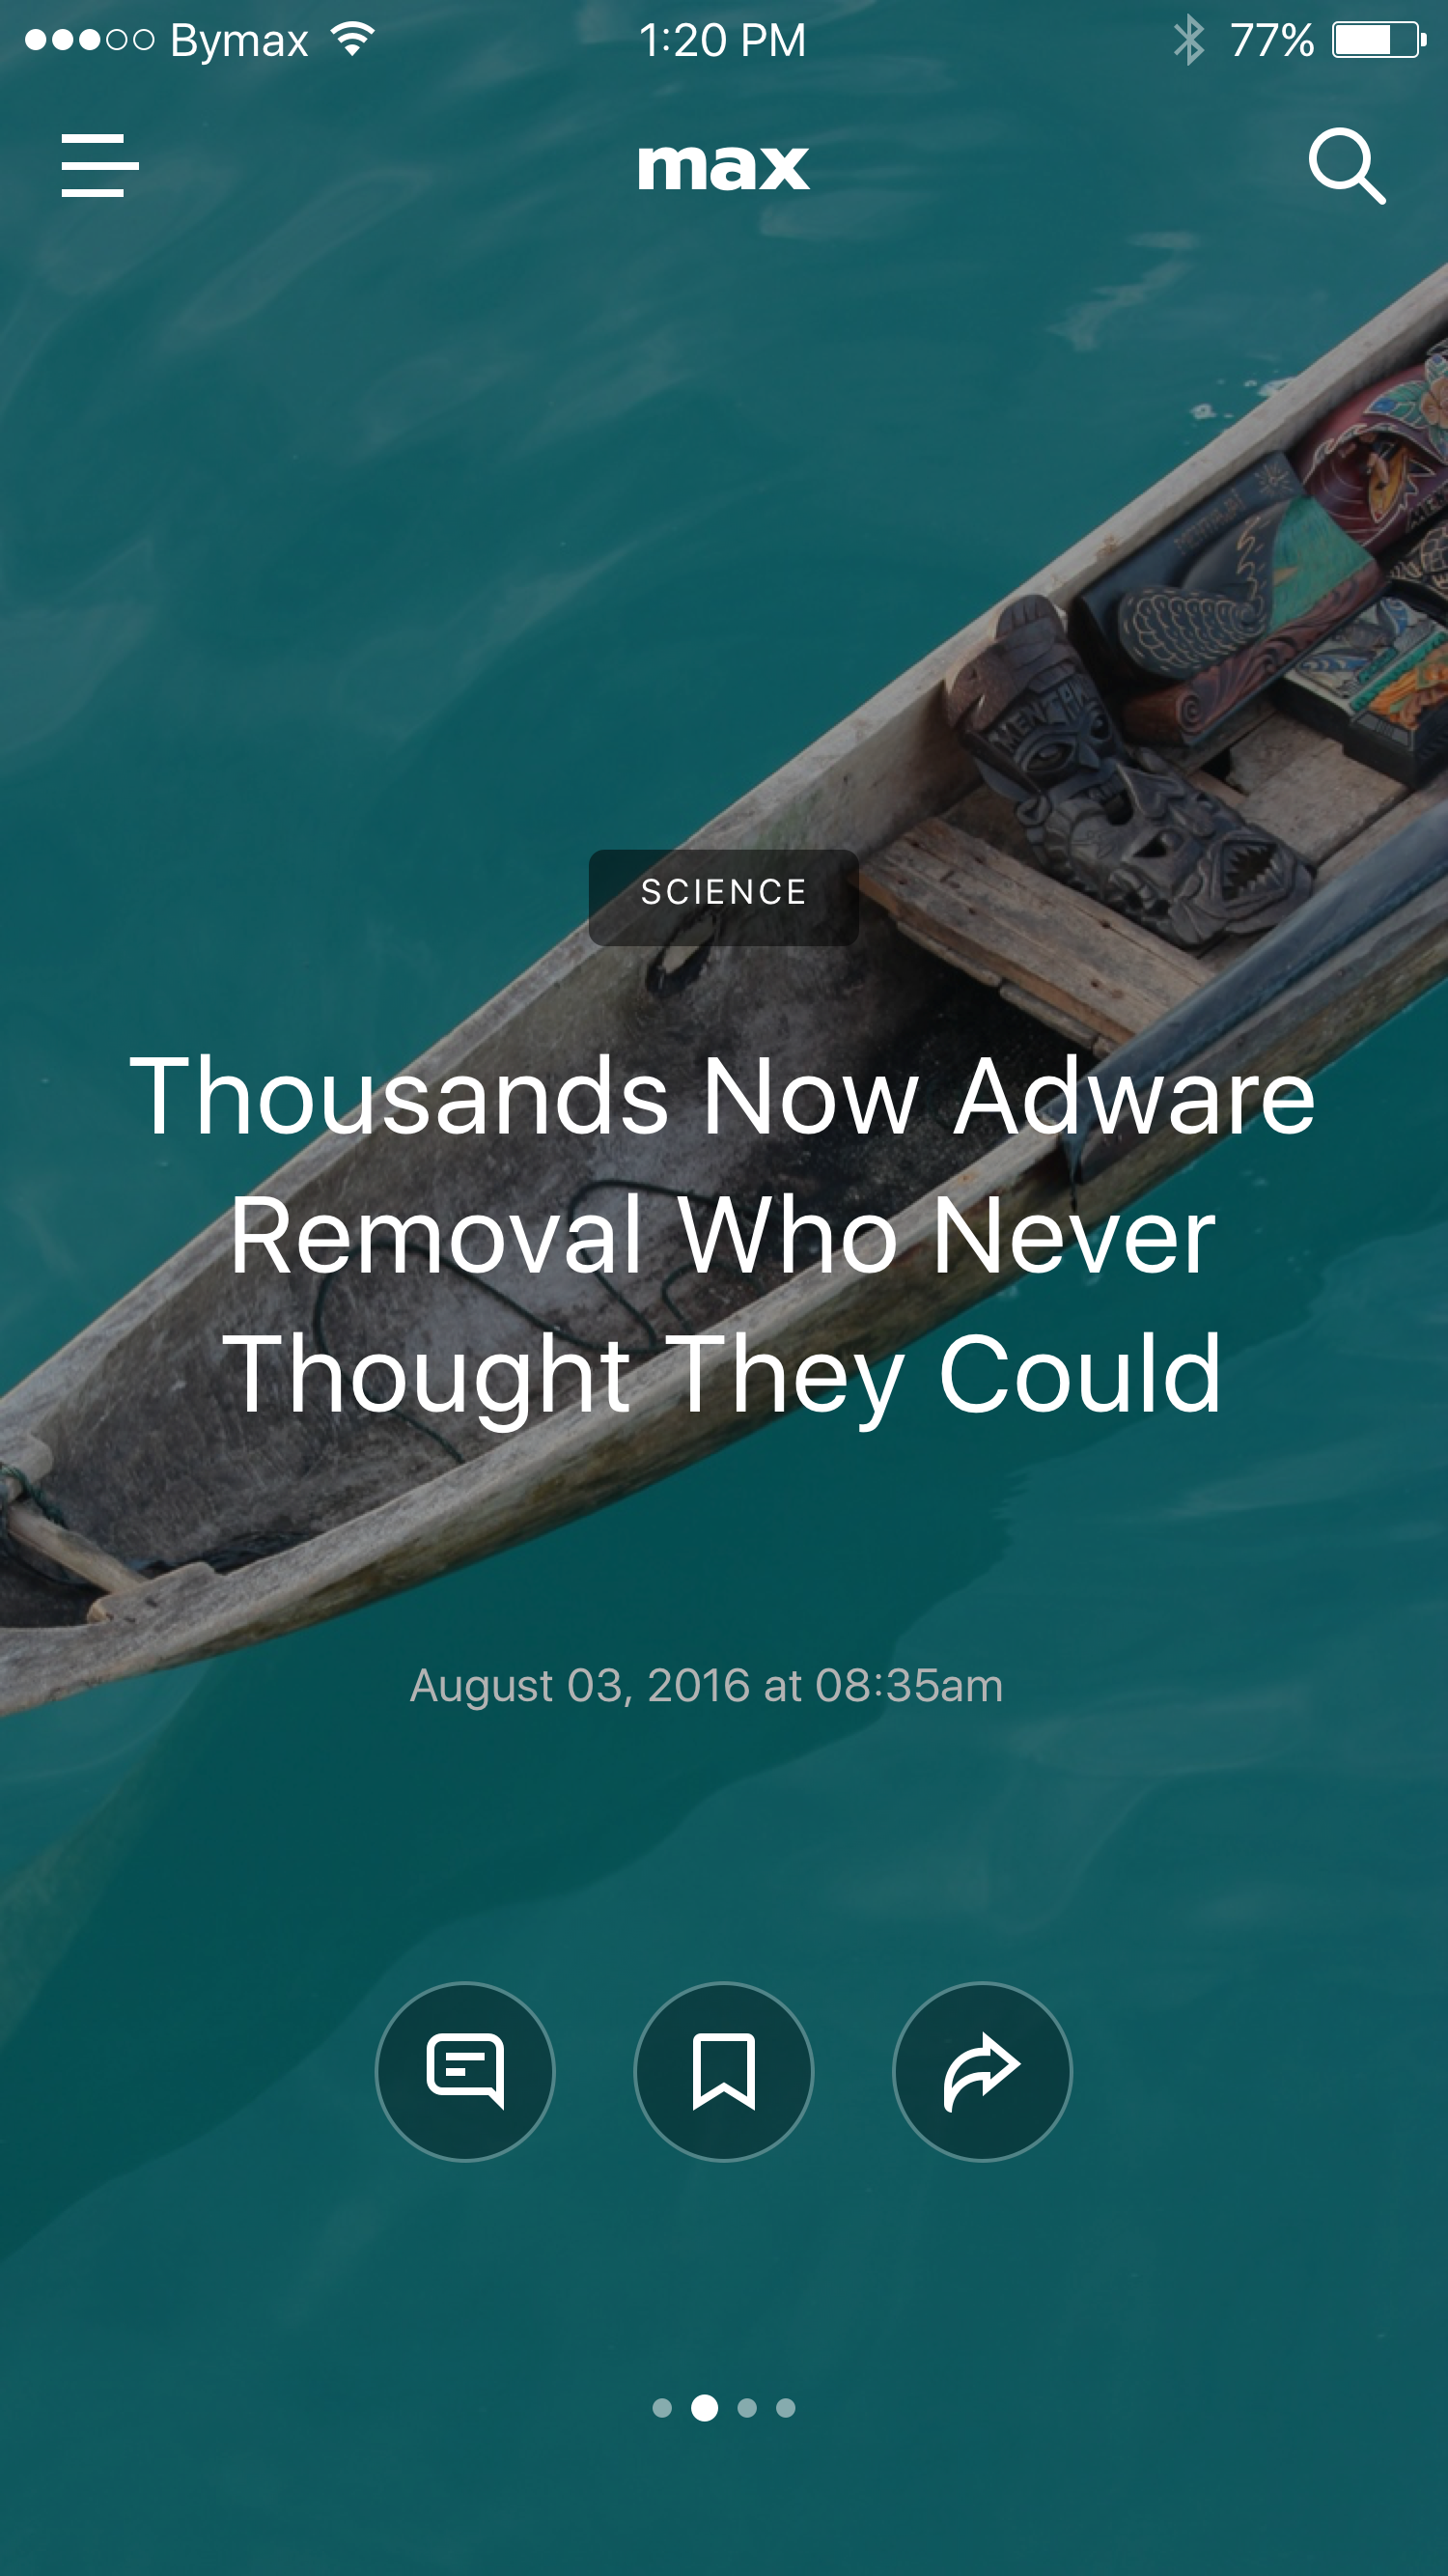 Bymax 1:20 PM 77%
max
SCIENCE
Thousands Now Adware
Removal Who Never
Thought They Could
August 03, 2016 at 08:35am